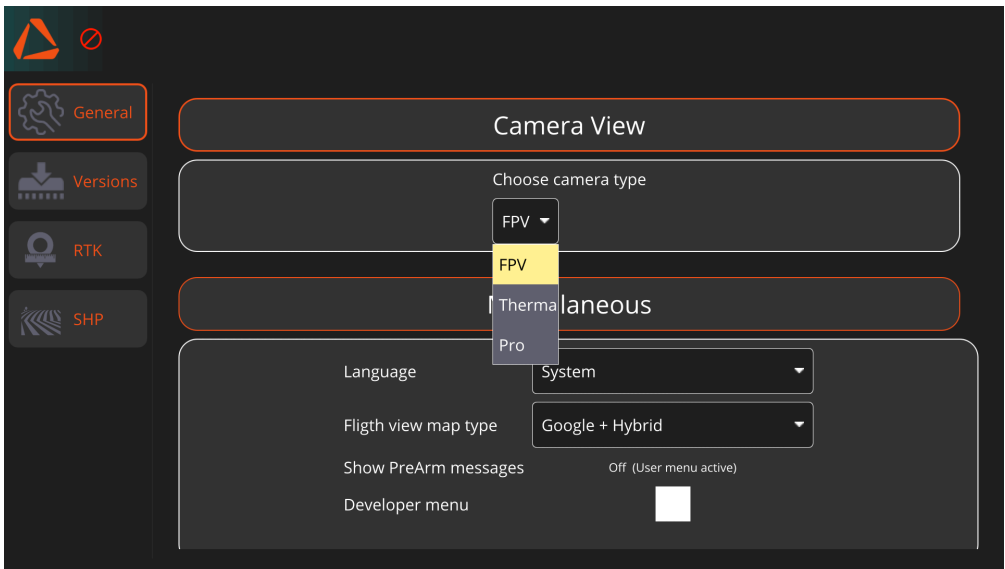 General
Versions
RTK
SHP
Camera View
Choose camera type
FPV
FPV
Therma
Pro
laneous
Language
System
Fligth view map type
Google + Hybrid
Show PreArm messages
Off (User menu active)
Developer menu